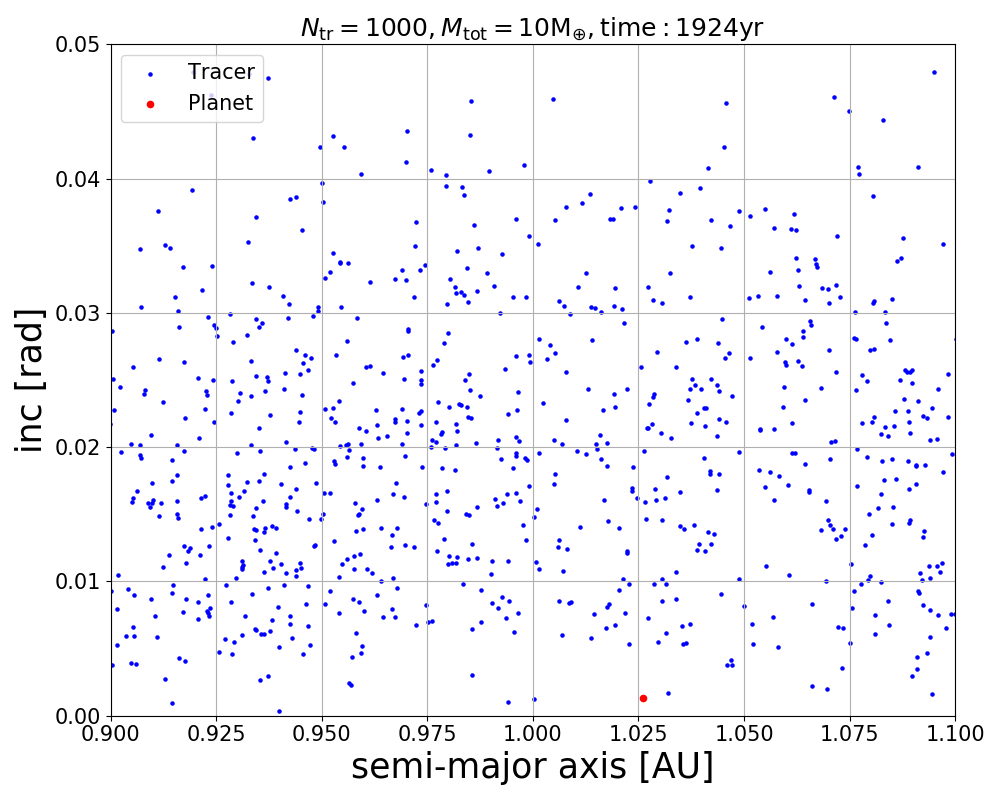 N_tr = 1000, M_tot = 10M_⊕, time : 1924yr
Tracer
Planet
0.05
0.04
0.03
0.02
0.01
0.00
inc [rad]
0.900 0.925 0.950 0.975 1.000 1.025 1.050 1.075 1.100
semi-major axis [AU]